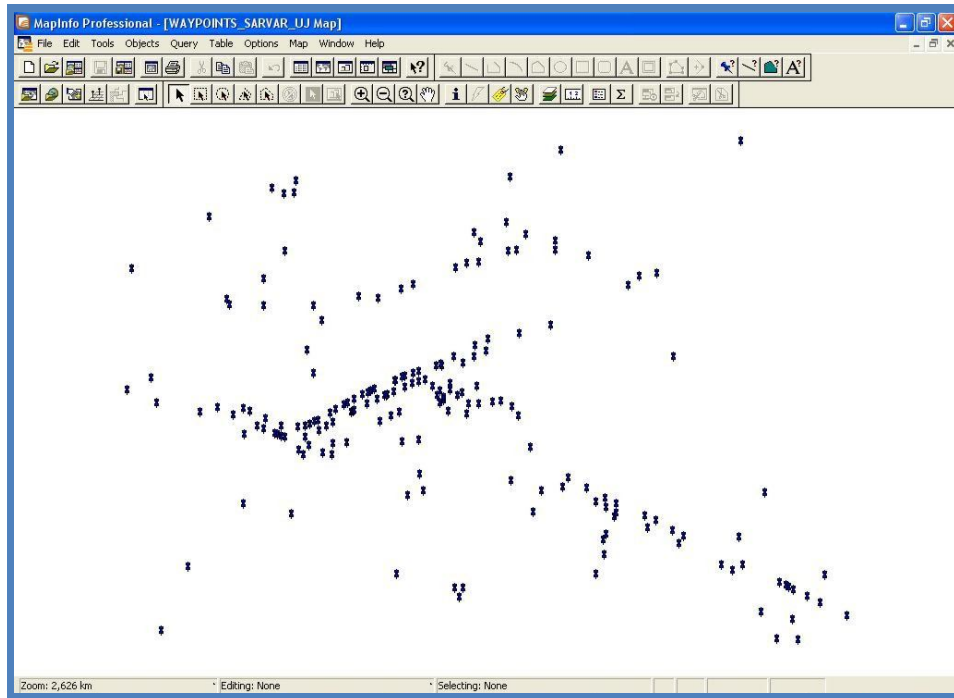 MapInfo Professional - [WAYPOINTS_SARVAR_UJ Map]
File Edit Tools Objects Query Table Options Map Window Help
Zoom: 2,626 km Editing: None Selecting: None